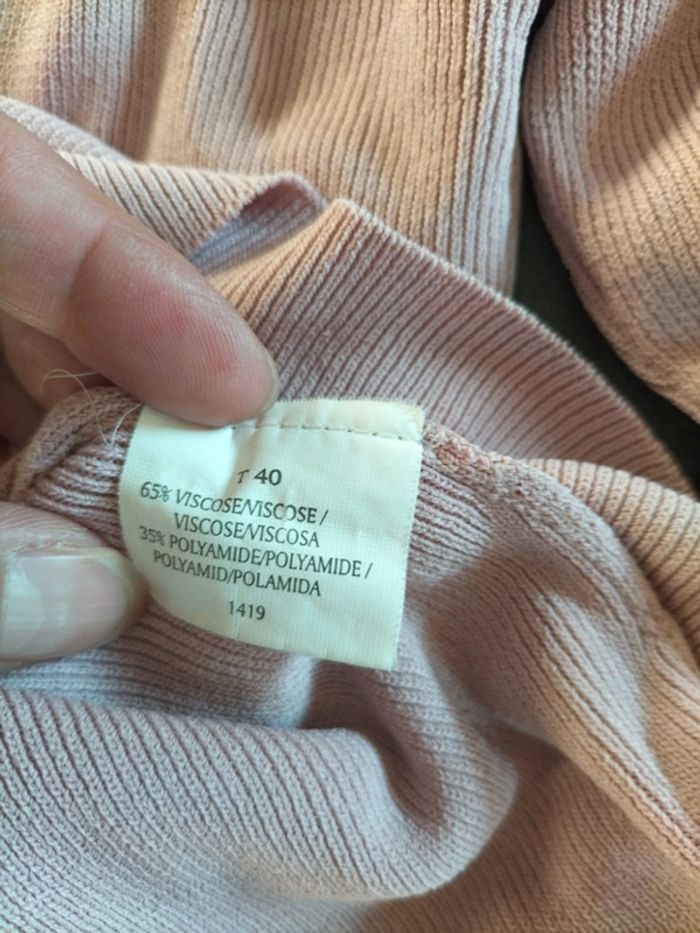 T 40
65% VISCOSE/VISCOSE/
VISCOSE/VISCOSA
35% POLYAMIDE/POLYAMIDE/
POLYAMID/POLAMIDA
1419